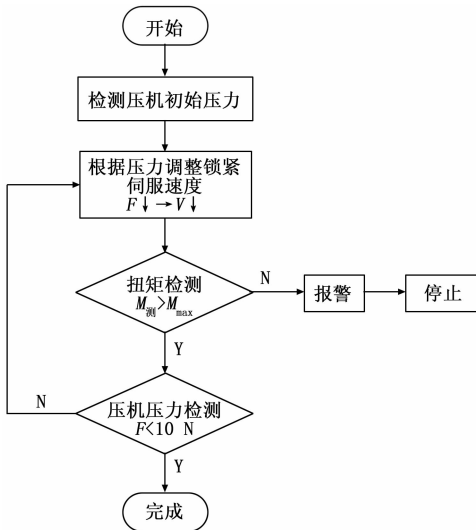 开始
检测压机初始压力
根据压力调整锁紧
伺服速度
F↓→V↓
扭矩检测
M测>Mmax
N
报警
停止
Y
压机压力检测
F<10 N
N
Y
完成